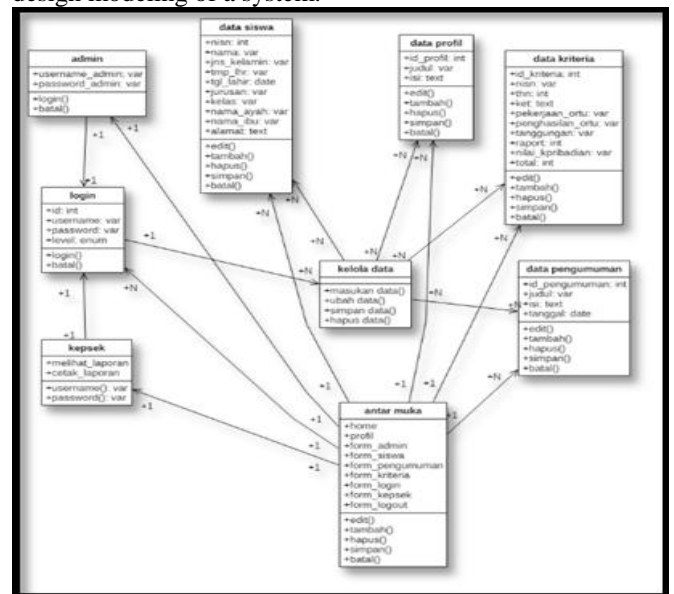 design modeling of a system.
data siswa
+nisn: int
+nama: var
+jns_kelamin: var
+tmp_lhr: var
+tgl_lahir: date
+jurusan: var
+kelas: var
+nama_ayah: var
+nama_ibu: var
+alamat: text
+edit()
+tambah()
+hapus()
+simpan()
+batal()
admin
+username_admin: var
+password_admin: var
+login()
+batal()
data profil
+id_profil: int
+judul: var
+isi: text
+edit()
+tambah()
+hapus()
+simpan()
+batal()
data kriteria
+id_kriteria: int
+nisn: var
+thn: int
+ket: text
+pekerjaan_ortu: var
+penghasilan_ortu: var
+tanggungan: var
+raport: int
+nilai_kpribadian: var
+total: int
+edit()
+tambah()
+hapus()
+simpan()
+batal()
+1
+1
+1
+N
+N
+N
+N
login
+id: int
+username: var
+password: var
+level: enum
+login()
+batal()
+1
+N
+N
+N
+N
kelola data
+masukan data()
+ubah data()
+simpan data()
+hapus data()
data pengumuman
+id_pengumuman: int
+judul: var
+isi: text
+tanggal: date
+edit()
+tambah()
+hapus()
+simpan()
+batal()
+1
+N
+N
+1
kepsek
+melihat_laporan
+cetak_laporan
+username(): var
+password(): var
+N
+1
+1
+1
+1
+1
+1
+1
antar muka
+home
+profil
+form_admin
+form_siswa
+form_pengumuman
+form_kriteria
+form_login
+form_kepsek
+form_logout
+edit()
+tambah()
+hapus()
+simpan()
+batal()